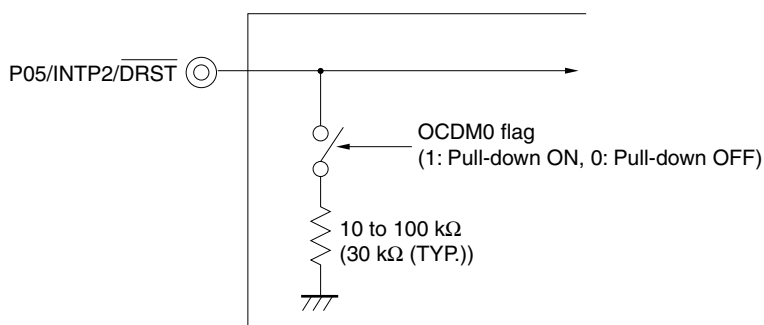 P05/INTP2/D̅R̅S̅T̅
OCDM0 flag
(1: Pull-down ON, 0: Pull-down OFF)
10 to 100 kΩ
(30 kΩ (TYP.))